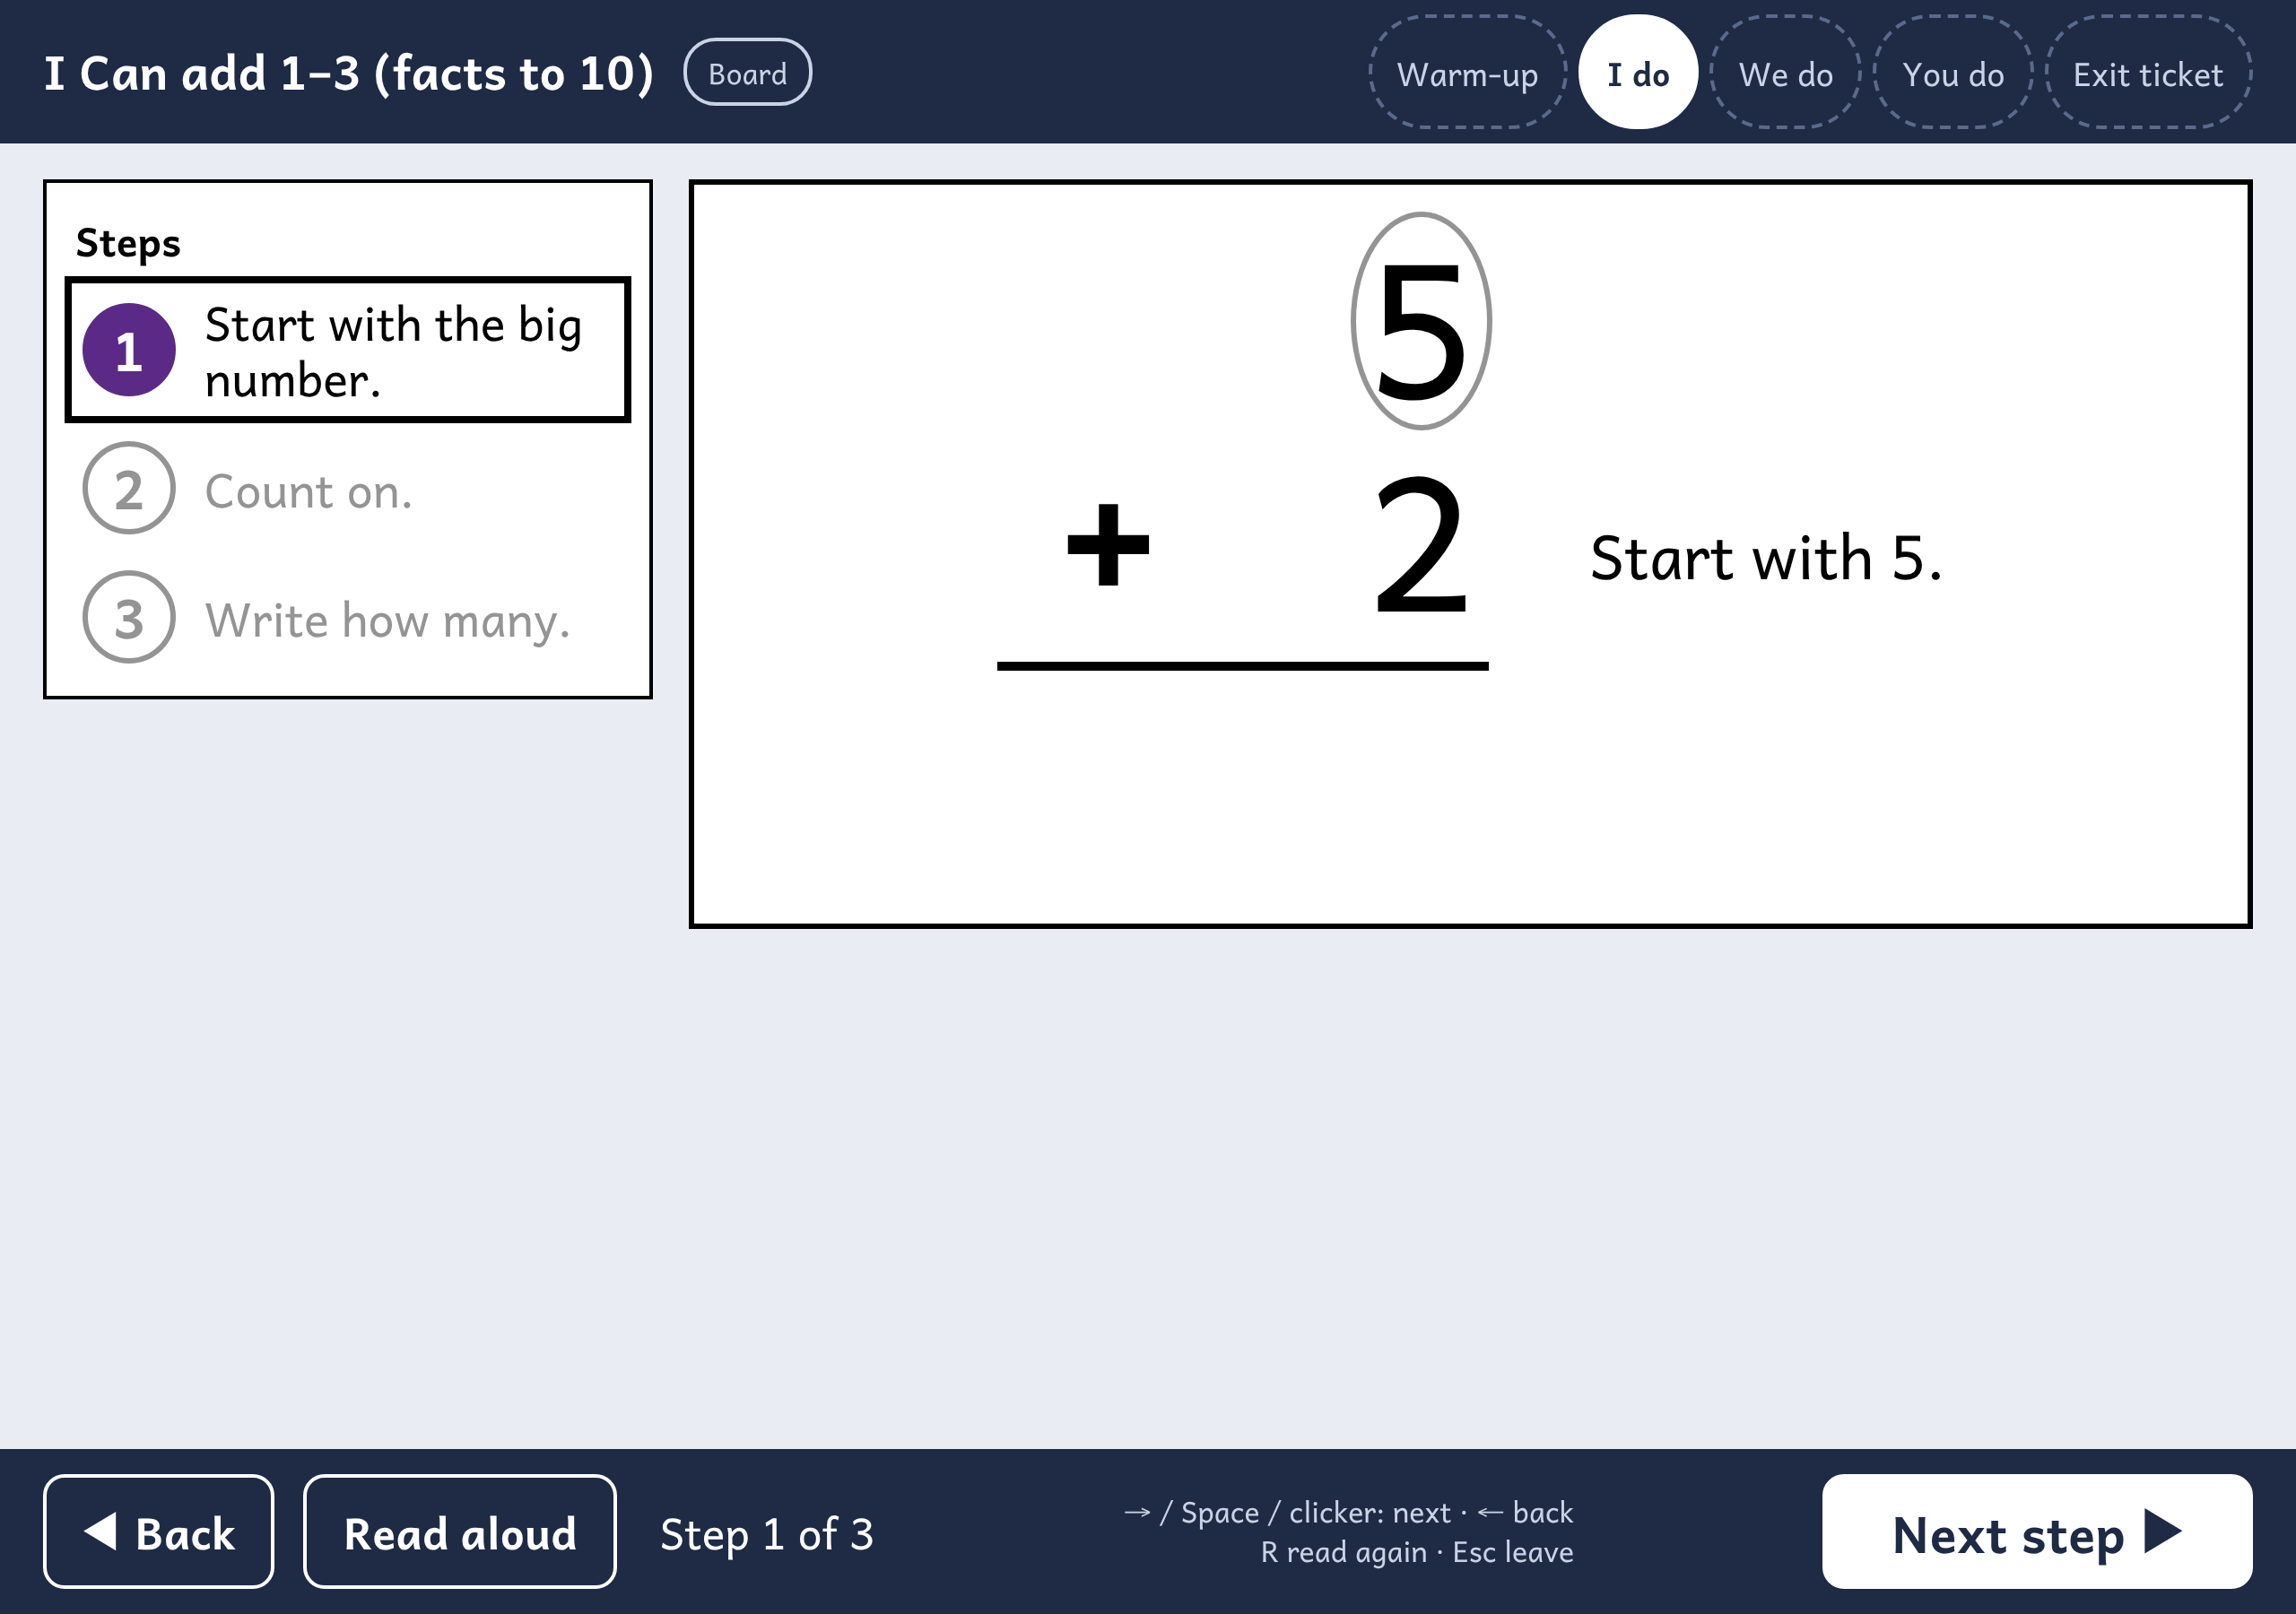 I Can add 1–3 (facts to 10)
Board
Warm-up
I do
We do
You do
Exit ticket
Steps
1 Start with the big
number.
2 Count on.
3 Write how many.
5
+ 2
Start with 5.
◀ Back
Read aloud
Step 1 of 3
→ / Space / clicker: next · ← back
R read again · Esc leave
Next step ▶